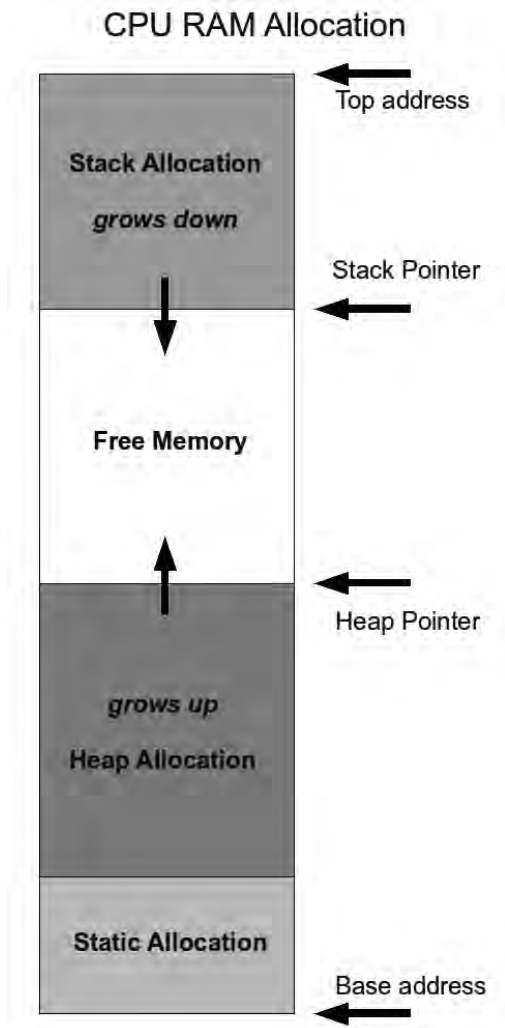 CPU RAM Allocation
Top address
Stack Allocation
grows down
Stack Pointer
Free Memory
Heap Pointer
grows up
Heap Allocation
Static Allocation
Base address